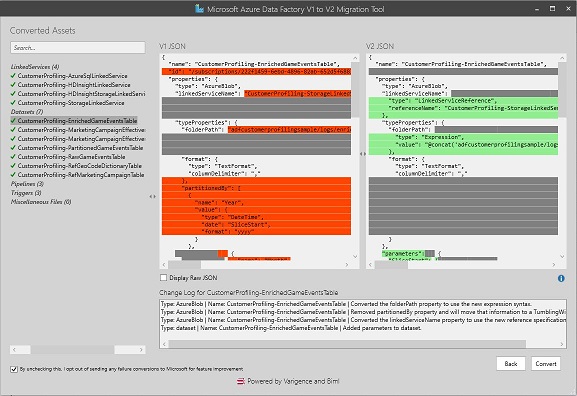 Microsoft Azure Data Factory V1 to V2 Migration Tool
Converted Assets
Search...
LinkedServices (4)
CustomerProfiling-AzureSqlLinkedService
CustomerProfiling-HDInsightLinkedService
CustomerProfiling-HDInsightStorageLinkedServi
CustomerProfiling-StorageLinkedService
Datasets (7)
CustomerProfiling-EnrichedGameEventsTable
CustomerProfiling-MarketingCampaignEffective
CustomerProfiling-MarketingCampaignEffective
CustomerProfiling-PartitionedGameEventsTable
CustomerProfiling-RawGameEventsTable
CustomerProfiling-RefGeoCodeDictionaryTable
CustomerProfiling-RefMarketingCampaignTable
Pipelines (3)
Triggers (3)
Miscellaneous Files (0)
V1 JSON
{
"name": "CustomerProfiling-EnrichedGameEventsTable",
"id": "/subscriptions/
"properties": {
"type": "AzureBlob",
"linkedServiceName": "CustomerProfiling-StorageLinked
"typeProperties": {
"folderPath": "adfcustomerprofilingsample/logs/enri
"format": {
"type": "TextFormat",
"columnDelimiter": ","
},
"partitionedBy": [
{
"name": "Year",
"value": {
"type": "DateTime",
"date": "SliceStart",
"format": "yyyy"
}
},
{
V2 JSON
{
"name": "CustomerProfiling-EnrichedGameEventsTable",
"properties": {
"type": "AzureBlob",
"linkedServiceName":
"type": "LinkedServiceReference",
"referenceName": "CustomerProfiling-StorageLinkedSe
},
"typeProperties": {
"folderPath":
"type": "Expression",
"value": "@concat('adfcustomerprofilingsample/logs
},
"format": {
"type": "TextFormat",
"columnDelimiter": ","
}
},
"parameters": {
Display Raw JSON
Change Log for CustomerProfiling-EnrichedGameEventsTable
Type: AzureBlob | Name: CustomerProfiling-EnrichedGameEventsTable | Converted the folderPath property to use the new expression syntax.
Type: AzureBlob | Name: CustomerProfiling-EnrichedGameEventsTable | Removed partitionedBy property and will move that information to a TumblingWi
Type: AzureBlob | Name: CustomerProfiling-EnrichedGameEventsTable | Converted the linkedServiceName property to use the new reference specification
Type: dataset | Name: CustomerProfiling-EnrichedGameEventsTable | Added parameters to dataset.
Back
Convert
By unchecking this, I opt out of sending any failure conversions to Microsoft for feature improvement
Powered by Varigence and Biml